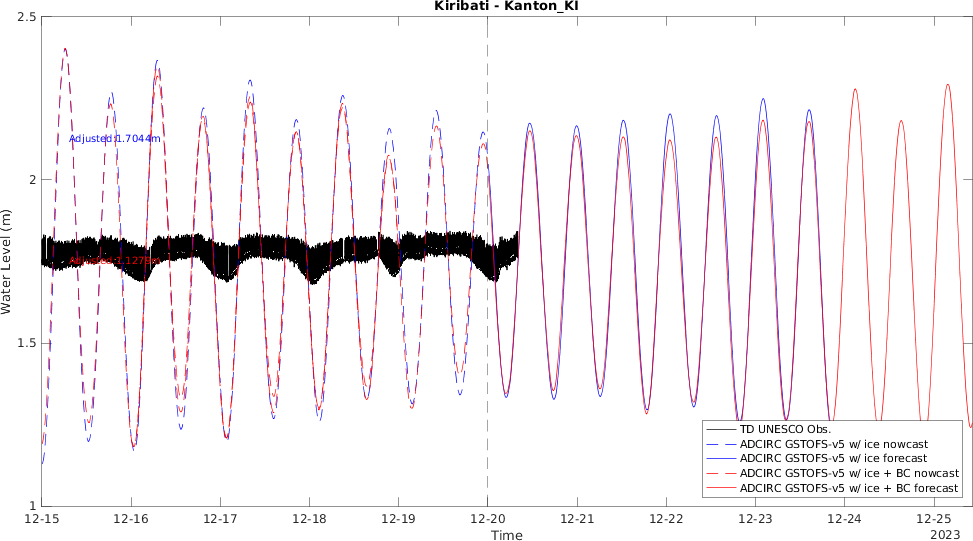 Kiribati - Kanton_KI
2.5
2
1.5
1
Water Level (m)
Adjusted:1.7044m
12-15
12-16
12-17
12-18
12-19
12-20
12-21
12-22
12-23
12-24
12-25
2023
Time
TD UNESCO Obs.
ADCIRC GSTOFS-v5 w/ ice nowcast
ADCIRC GSTOFS-v5 w/ ice forecast
ADCIRC GSTOFS-v5 w/ ice + BC nowcast
ADCIRC GSTOFS-v5 w/ ice + BC forecast